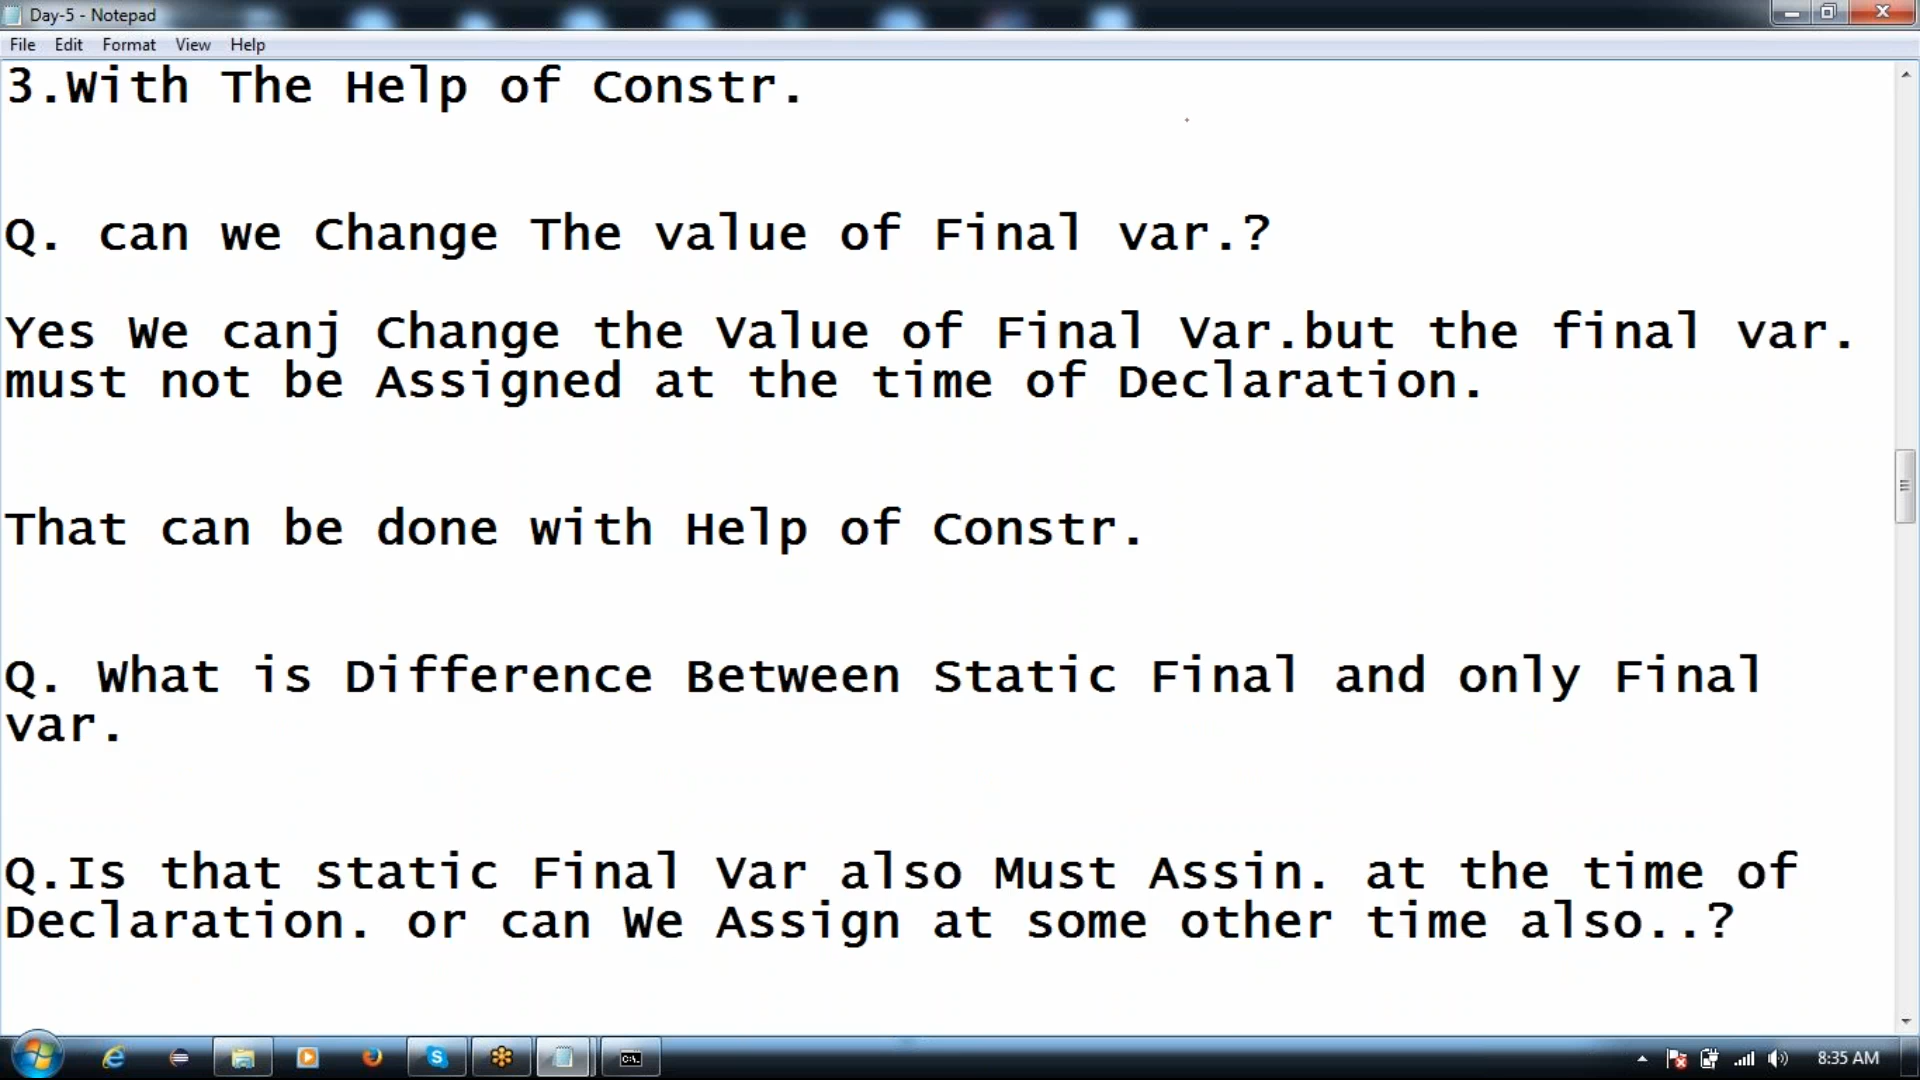 Day-5 - Notepad
File Edit Format View Help
3.With The Help of Constr.
Q. can we Change The value of Final var.?
Yes We canj Change the Value of Final Var.but the final var.
must not be Assigned at the time of Declaration.
That can be done with Help of Constr.
Q. What is Difference Between Static Final and only Final
var.
Q.Is that static Final Var also Must Assin. at the time of
Declaration. or can We Assign at some other time also..?
8:35 AM